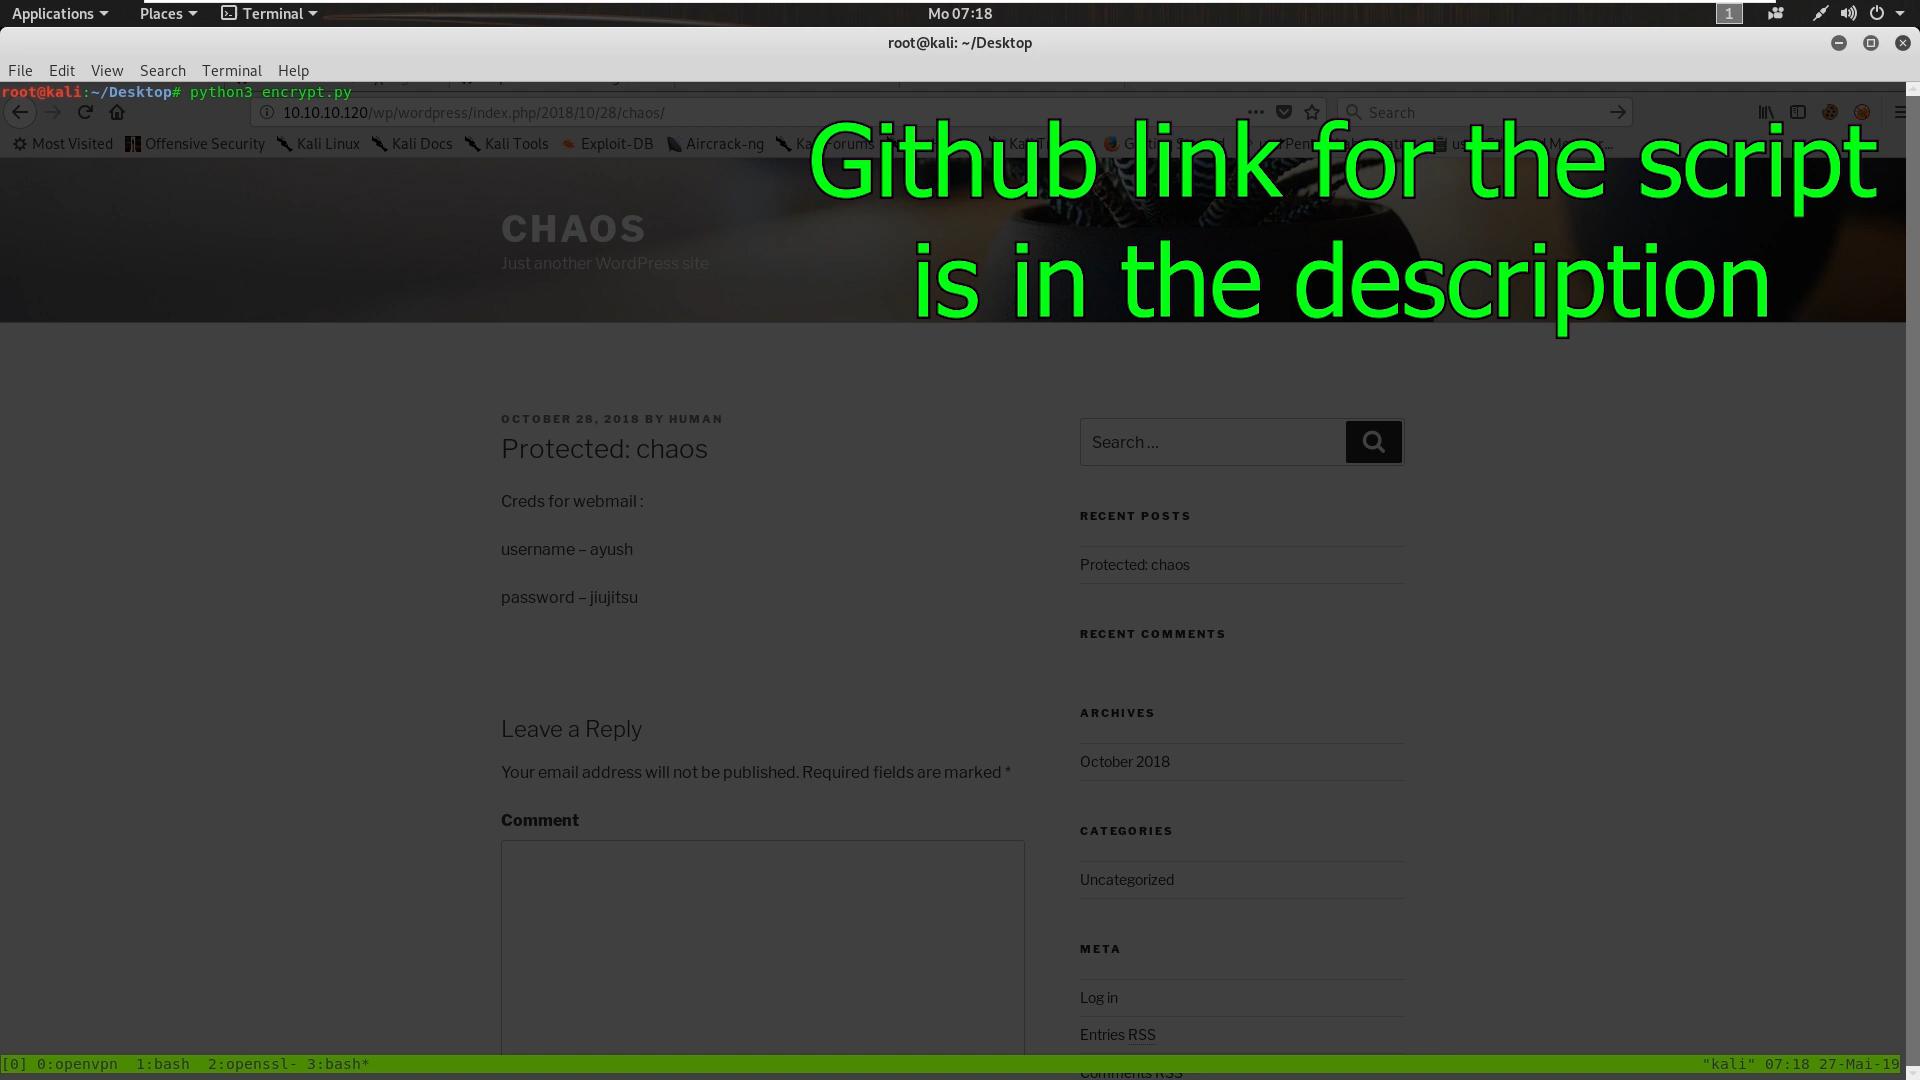 Applications Places Terminal Mo 07:18 1
root@kali: ~/Desktop
File Edit View Search Terminal Help
root@kali:~/Desktop# python3 encrypt.py
10.10.10.120/wp/wordpress/index.php/2018/10/28/chaos/ Search
Most Visited Offensive Security Kali Linux Kali Docs Kali Tools Exploit-DB Aircrack-ng
Github link for the script
is in the description
CHAOS
Just another WordPress site
OCTOBER 28, 2018 BY HUMAN
Protected: chaos
Creds for webmail :
username – ayush
password – jiujitsu
Leave a Reply
Your email address will not be published. Required fields are marked *
Comment
Search …
RECENT POSTS
Protected: chaos
RECENT COMMENTS
ARCHIVES
October 2018
CATEGORIES
Uncategorized
META
Log in
Entries RSS
Comments RSS
[0] 0:openvpn 1:bash 2:openssl- 3:bash* "kali" 07:18 27-Mai-19